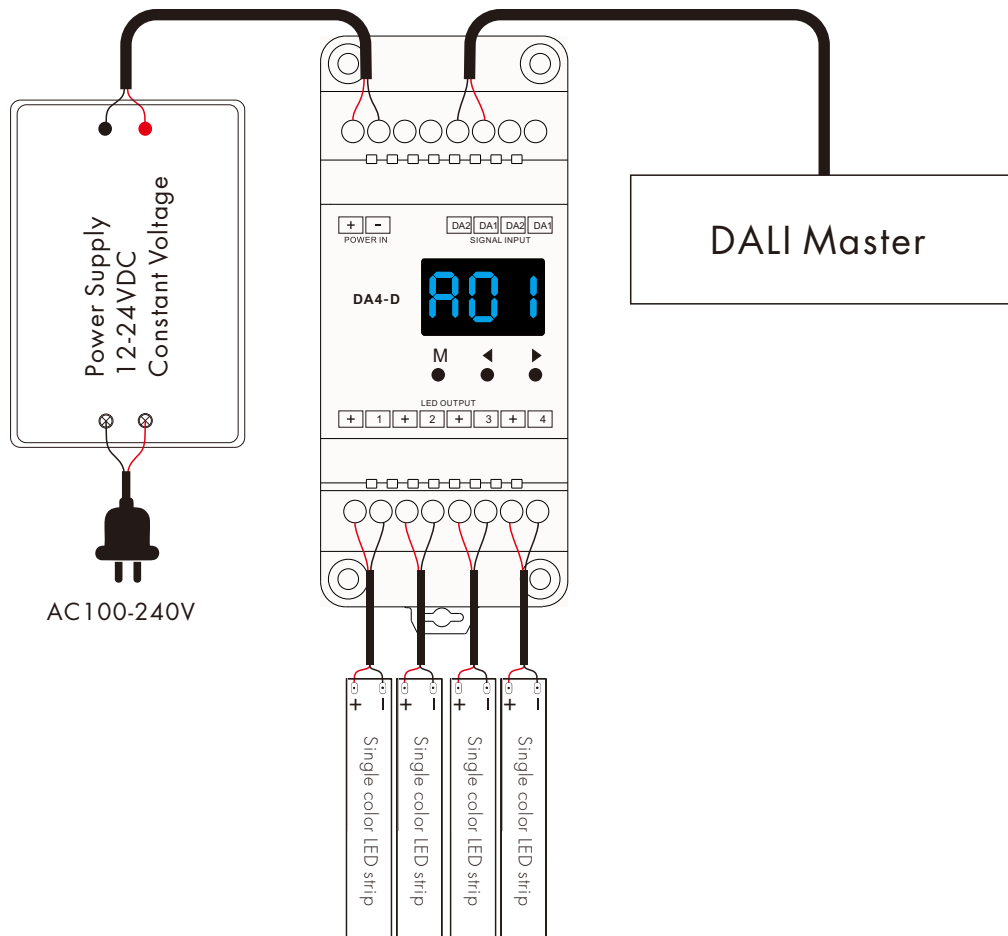 Power Supply
12-24VDC
Constant Voltage
AC100-240V
+ -
POWER IN
DA2 DA1 DA2 DA1
SIGNAL INPUT
DA4-D
A01
M ◀ ▶
LED OUTPUT
+ 1 + 2 + 3 + 4
DALI Master
+ -
Single color LED strip
+ -
Single color LED strip
+ -
Single color LED strip
+ -
Single color LED strip